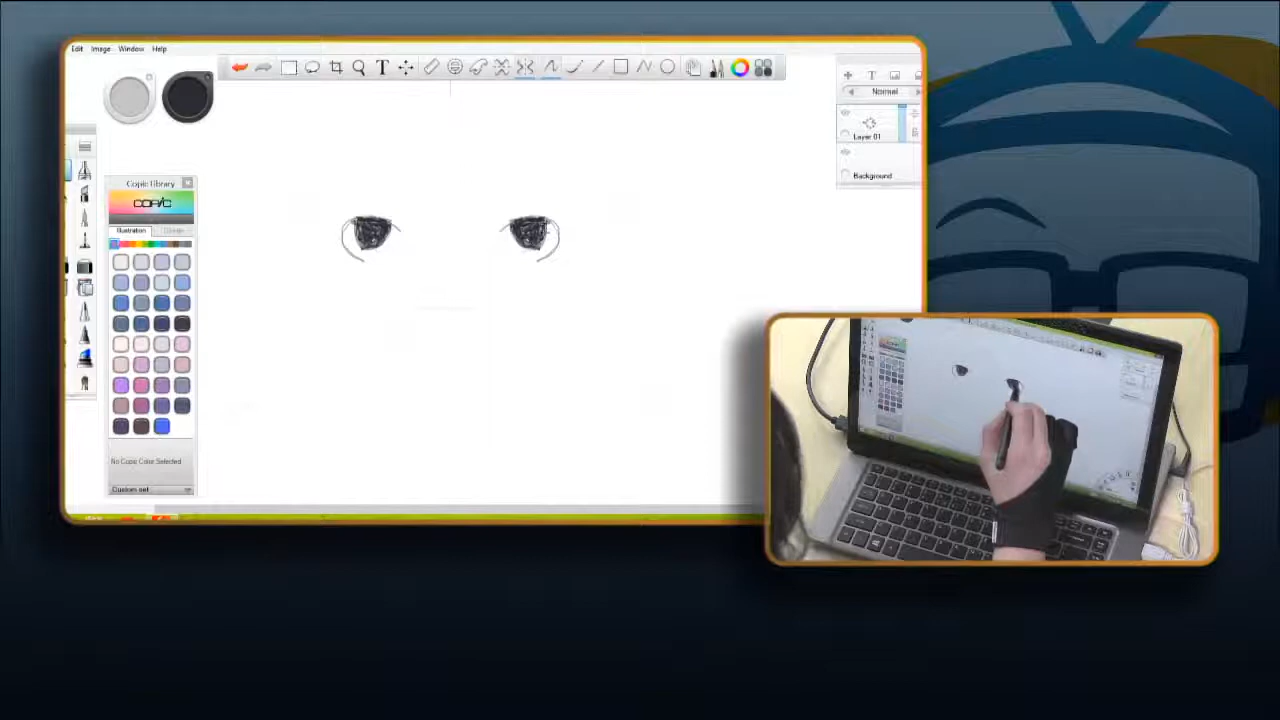 Edit Image Window Help
T
T
Normal
Layer 01
Background
Copic Library
COPIC
Illustration
No Copic Color Selected
Custom set